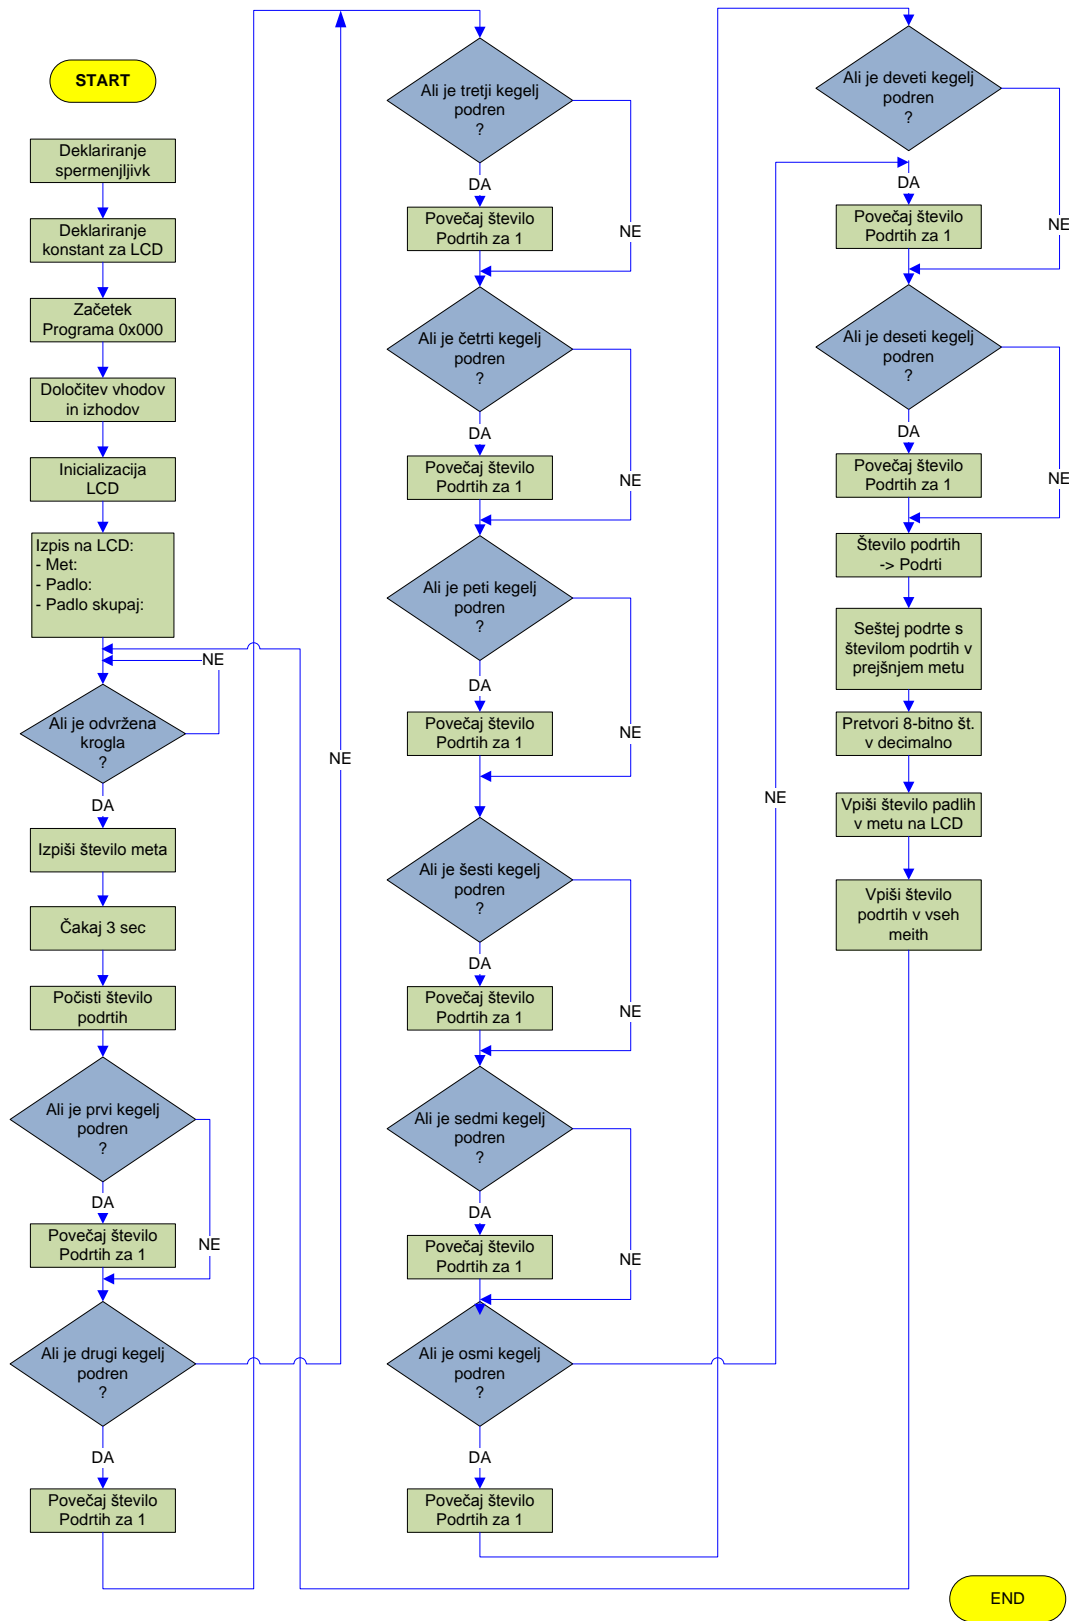 START
Deklariranje
spermenjljivk
Deklariranje
konstant za LCD
Začetek
Programa 0x000
Določitev vhodov
in izhodov
Inicializacija
LCD
Izpis na LCD:
- Met:
- Padlo:
- Padlo skupaj:
NE
Ali je odvržena
krogla
?
DA
Izpiši število meta
Čakaj 3 sec
Počisti število
podrtih
Ali je prvi kegelj
podren
?
DA
NE
Povečaj število
Podrtih za 1
Ali je drugi kegelj
podren
?
NE
DA
Povečaj število
Podrtih za 1
Ali je tretji kegelj
podren
?
DA
NE
Povečaj število
Podrtih za 1
Ali je četrti kegelj
podren
?
DA
NE
Povečaj število
Podrtih za 1
Ali je peti kegelj
podren
?
DA
NE
Povečaj število
Podrtih za 1
Ali je šesti kegelj
podren
?
DA
NE
Povečaj število
Podrtih za 1
Ali je sedmi kegelj
podren
?
DA
NE
Povečaj število
Podrtih za 1
Ali je osmi kegelj
podren
?
NE
DA
Povečaj število
Podrtih za 1
Ali je deveti kegelj
podren
?
DA
NE
Povečaj število
Podrtih za 1
Ali je deseti kegelj
podren
?
DA
NE
Povečaj število
Podrtih za 1
Število podrtih
-> Podrti
Seštej podrte s
številom podrtih v
prejšnjem metu
Pretvori 8-bitno št.
v decimalno
Vpiši število padlih
v metu na LCD
Vpiši število
podrtih v vseh
meith
END